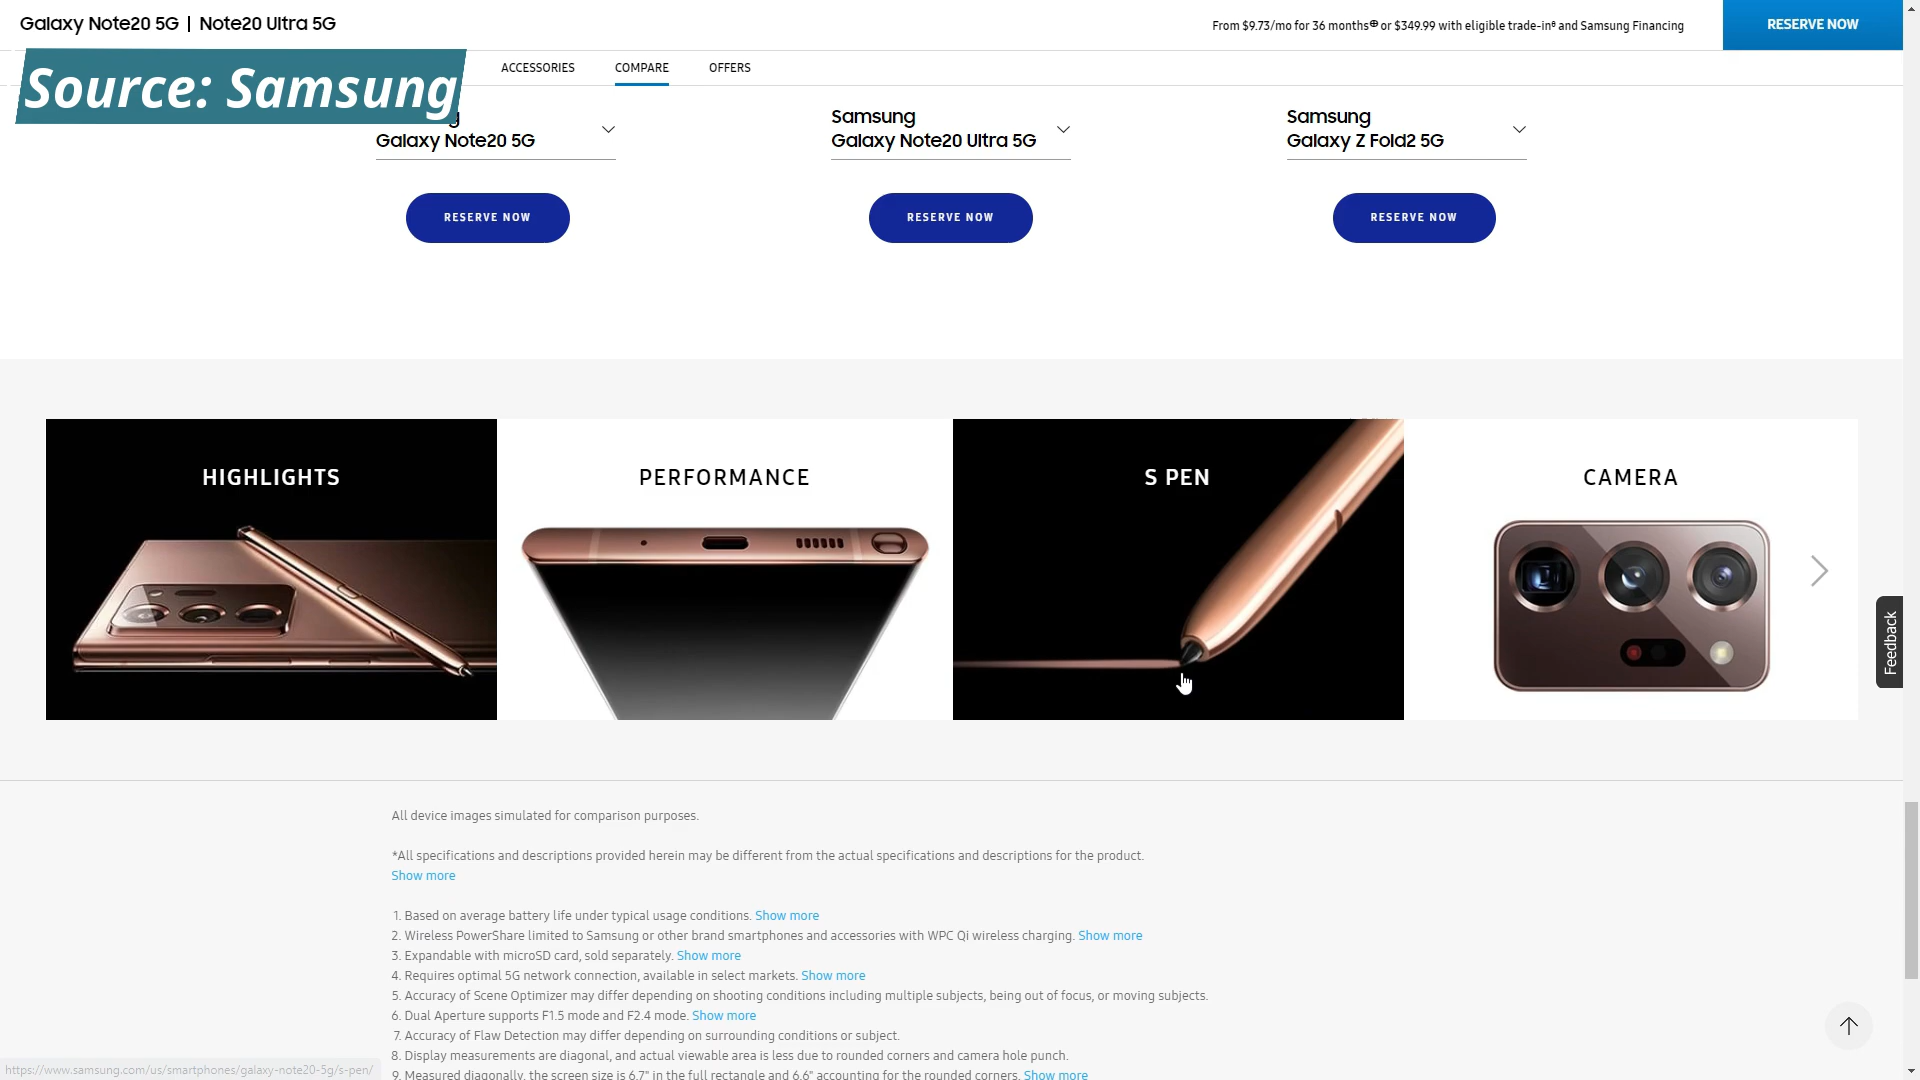 Galaxy Note20 5G | Note20 Ultra 5G
From $9.73/mo for 36 months⊕ or $349.99 with eligible trade-in⁸ and Samsung Financing
RESERVE NOW
Source: Samsung
ACCESSORIES
COMPARE
OFFERS
g
Galaxy Note20 5G
Samsung
Galaxy Note20 Ultra 5G
Samsung
Galaxy Z Fold2 5G
RESERVE NOW
RESERVE NOW
RESERVE NOW
HIGHLIGHTS
PERFORMANCE
S PEN
CAMERA
Feedback
All device images simulated for comparison purposes.
*All specifications and descriptions provided herein may be different from the actual specifications and descriptions for the product.
Show more
1. Based on average battery life under typical usage conditions. Show more
2. Wireless PowerShare limited to Samsung or other brand smartphones and accessories with WPC Qi wireless charging. Show more
3. Expandable with microSD card, sold separately. Show more
4. Requires optimal 5G network connection, available in select markets. Show more
5. Accuracy of Scene Optimizer may differ depending on shooting conditions including multiple subjects, being out of focus, or moving subjects.
6. Dual Aperture supports F1.5 mode and F2.4 mode. Show more
7. Accuracy of Flaw Detection may differ depending on surrounding conditions or subject.
8. Display measurements are diagonal, and actual viewable area is less due to rounded corners and camera hole punch.
9. Measured diagonally, the screen size is 6.7" in the full rectangle and 6.6" accounting for the rounded corners. Show more
https://www.samsung.com/us/smartphones/galaxy-note20-5g/s-pen/